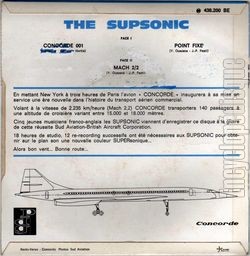 438.200 BE
THE SUPSONIC
FACE I
CONCORDE 001
POINT FIXE
FACE II
MACH 2/2
En mettant New York à trois heures de Paris l'avion « CONCORDE » inaugurera à sa mise en
service une ère nouvelle dans l'histoire du transport aérien commercial.
Volant à la vitesse de 2.235 km/heure (Mach 2,2) CONCORDE transportera 140 passagers à
une altitude de croisière variant entre 15.000 et 18.000 mètres.
Cinq jeunes musiciens franco-anglais les SUPSONIC viennent d'enregistrer ce disque à la gloire
de cette réussite Sud Aviation-British Aircraft Corporation.
18 heures de studio, 12 re-recording successifs ont été nécessaires aux SUPSONIC pour obte-
nir sur le plan son une nouvelle couleur SUPERsonique...
Alors bon vent... Bonne route...
Concorde
Photos Sud Aviation